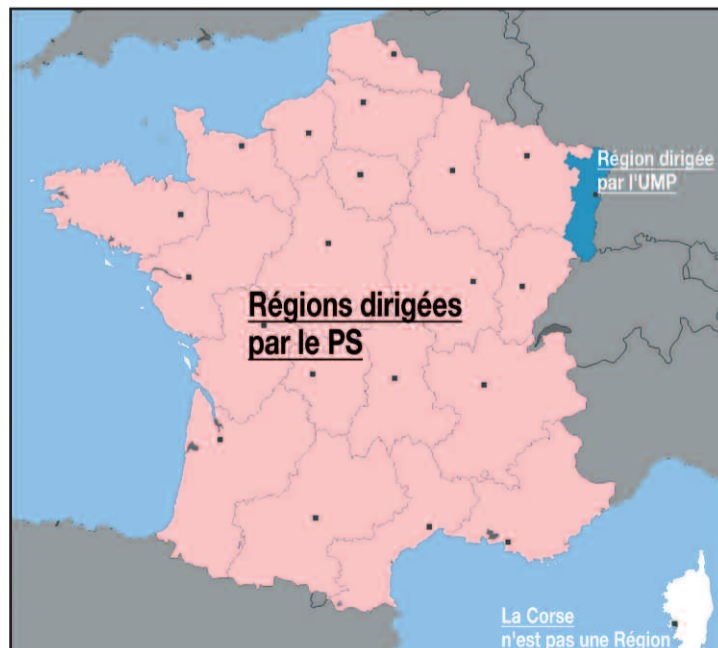 Région dirigée
par l'UMP
Régions dirigées
par le PS
La Corse
n'est pas une Région